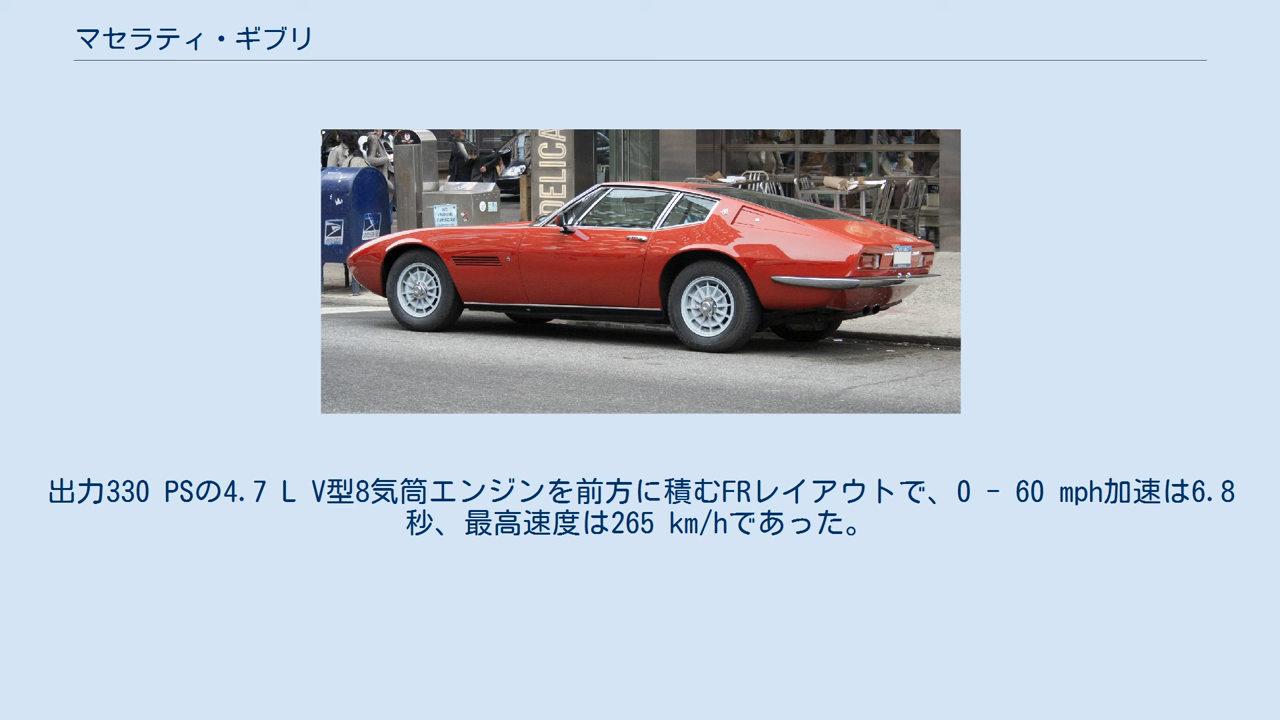 マセラティ・ギブリ
DELICA
出力330 PSの4.7 L V型8気筒エンジンを前方に積むFRレイアウトで、0 - 60 mph加速は6.8
秒、最高速度は265 km/hであった。